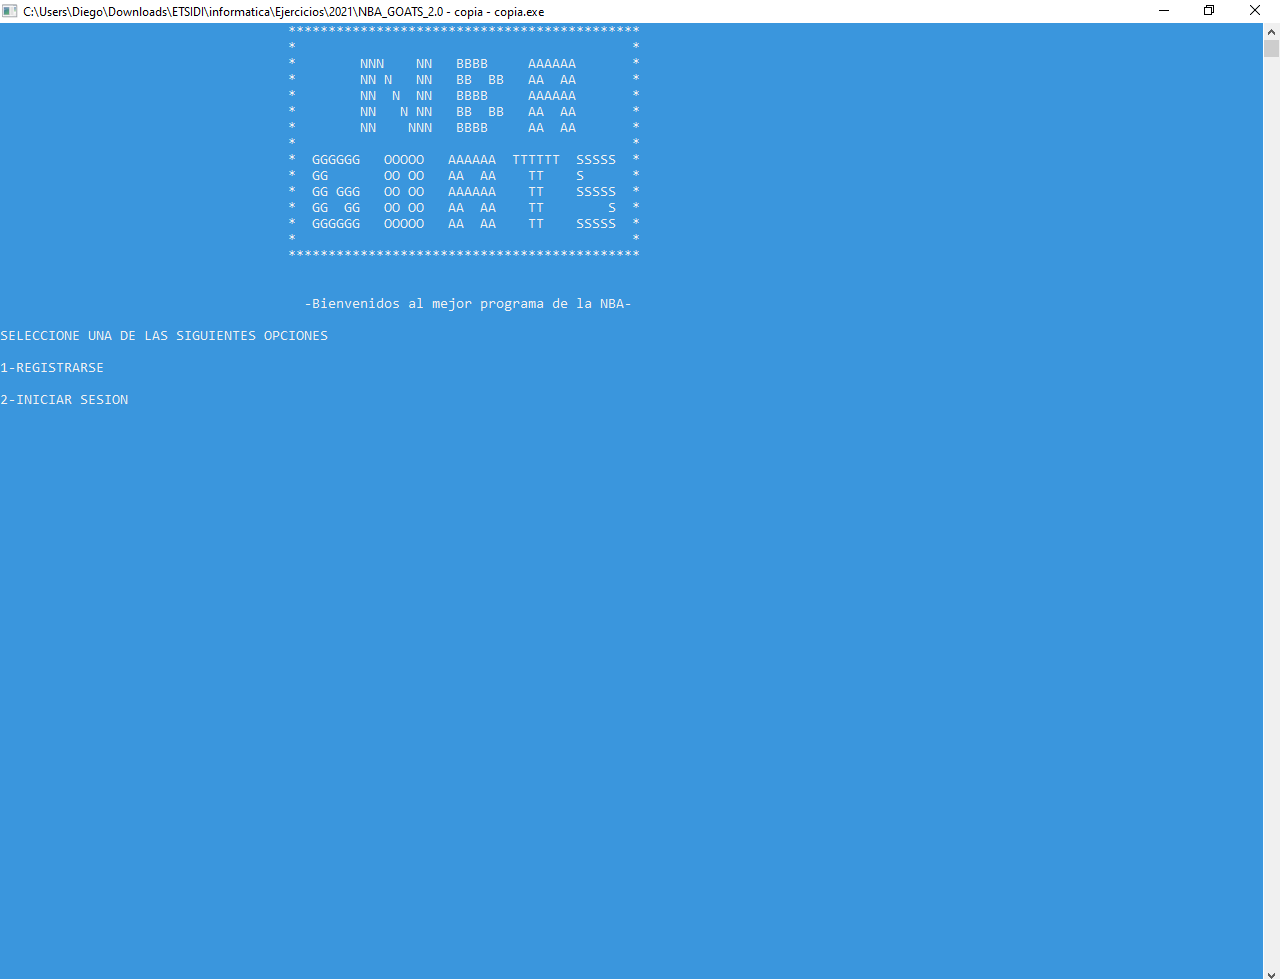 C:\Users\Diego\Downloads\ETSIDI\informatica\Ejercicios\2021\NBA_GOATS_2.0 - copia - copia.exe
********************************************
*                                          *
*        NNN    NN   BBBB     AAAAAA       *
*        NN N   NN   BB  BB   AA  AA       *
*        NN  N  NN   BBBB     AAAAAA       *
*        NN   N NN   BB  BB   AA  AA       *
*        NN    NNN   BBBB     AA  AA       *
*                                          *
*  GGGGGG   OOOOO   AAAAAA  TTTTTT  SSSSS  *
*  GG       OO OO   AA  AA    TT    S      *
*  GG GGG   OO OO   AAAAAA    TT    SSSSS  *
*  GG  GG   OO OO   AA  AA    TT        S  *
*  GGGGGG   OOOOO   AA  AA    TT    SSSSS  *
*                                          *
********************************************
-Bienvenidos al mejor programa de la NBA-
SELECCIONE UNA DE LAS SIGUIENTES OPCIONES
1-REGISTRARSE
2-INICIAR SESION